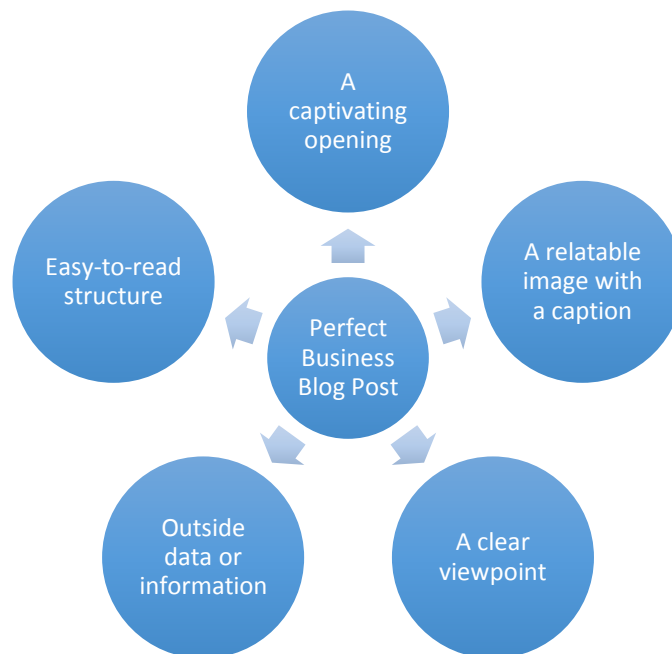 A
captivating
opening
A relatable
image with
a caption
A clear
viewpoint
Outside
data or
information
Easy-to-read
structure
Perfect
Business
Blog Post